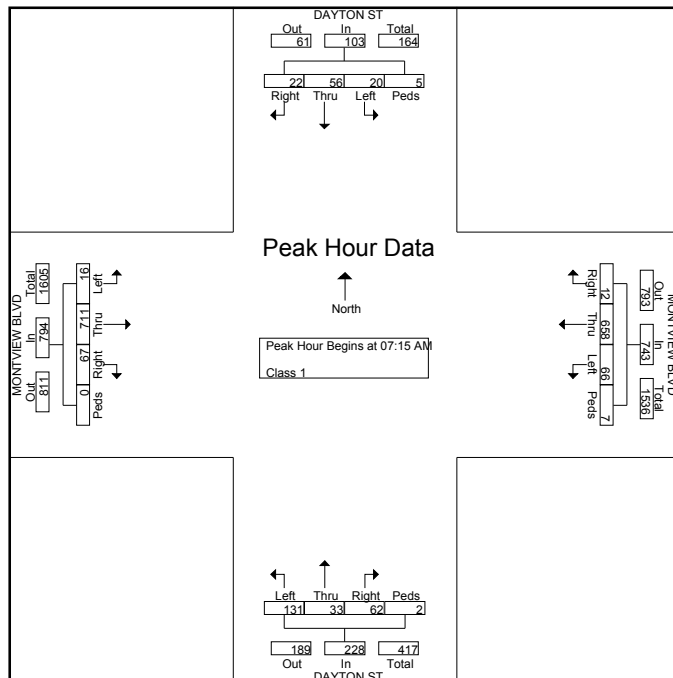 DAYTON ST
Out In Total
61 103 164
22 56 20 5
Right Thru Left Peds
Peak Hour Data
North
Peak Hour Begins at 07:15 AM
Class 1
MONTVIEW BLVD
Total In Out
1605 794 811
16 711 67 0
Left Thru Right Peds
Right Thru Left Peds
12 658 66 7
793 743 1536
Out In Total
MONTVIEW BLVD
Left Thru Right Peds
131 33 62 2
189 228 417
Out In Total
DAYTON ST